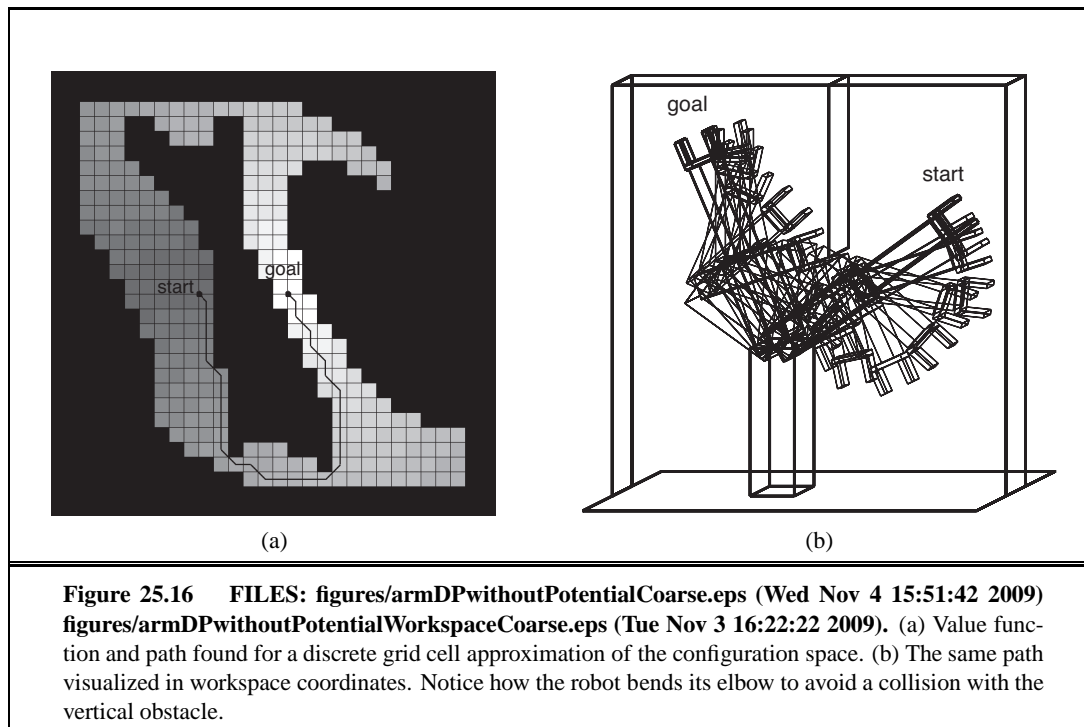 goal
start
(a)
goal
start
(b)
Figure 25.16 FILES: figures/armDPwithoutPotentialCoarse.eps (Wed Nov 4 15:51:42 2009)
figures/armDPwithoutPotentialWorkspaceCoarse.eps (Tue Nov 3 16:22:22 2009). (a) Value func-
tion and path found for a discrete grid cell approximation of the configuration space. (b) The same path
visualized in workspace coordinates. Notice how the robot bends its elbow to avoid a collision with the
vertical obstacle.